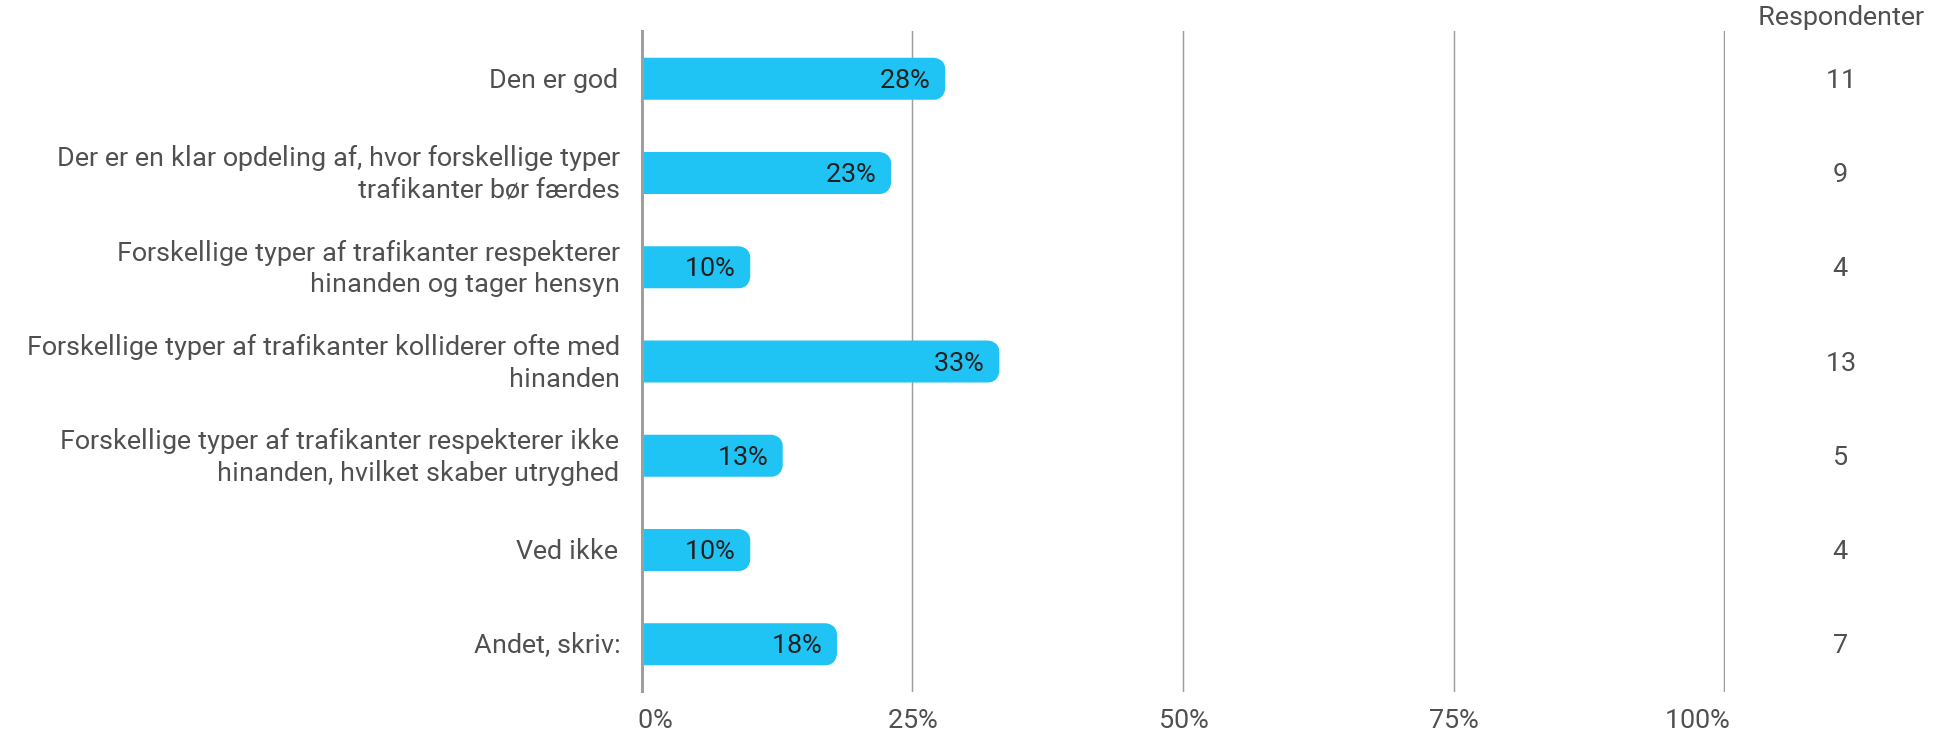 Respondenter
Den er god
28%
11
Der er en klar opdeling af, hvor forskellige typer
trafikanter bør færdes
23%
9
Forskellige typer af trafikanter respekterer
hinanden og tager hensyn
10%
4
Forskellige typer af trafikanter kolliderer ofte med
hinanden
33%
13
Forskellige typer af trafikanter respekterer ikke
hinanden, hvilket skaber utryghed
13%
5
Ved ikke
10%
4
Andet, skriv:
18%
7
0% 25% 50% 75% 100%